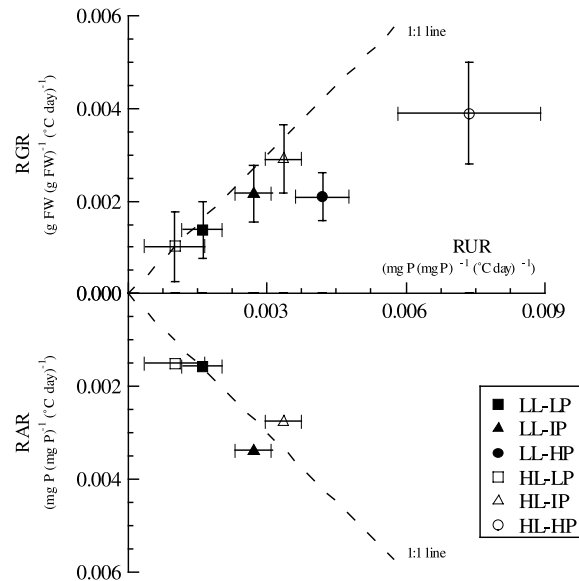 0.006
1:1 line
0.004
RGR
(g FW (g FW)⁻¹ (°C day)⁻¹
0.002
RUR
(mg P (mg P) ⁻¹ (°C day) ⁻¹)
0.000
0.003
0.006
0.009
0.002
RAR
(mg P (mg P)⁻¹ (°C day)⁻¹)
0.004
0.006
1:1 line
LL-LP
LL-IP
LL-HP
HL-LP
HL-IP
HL-HP